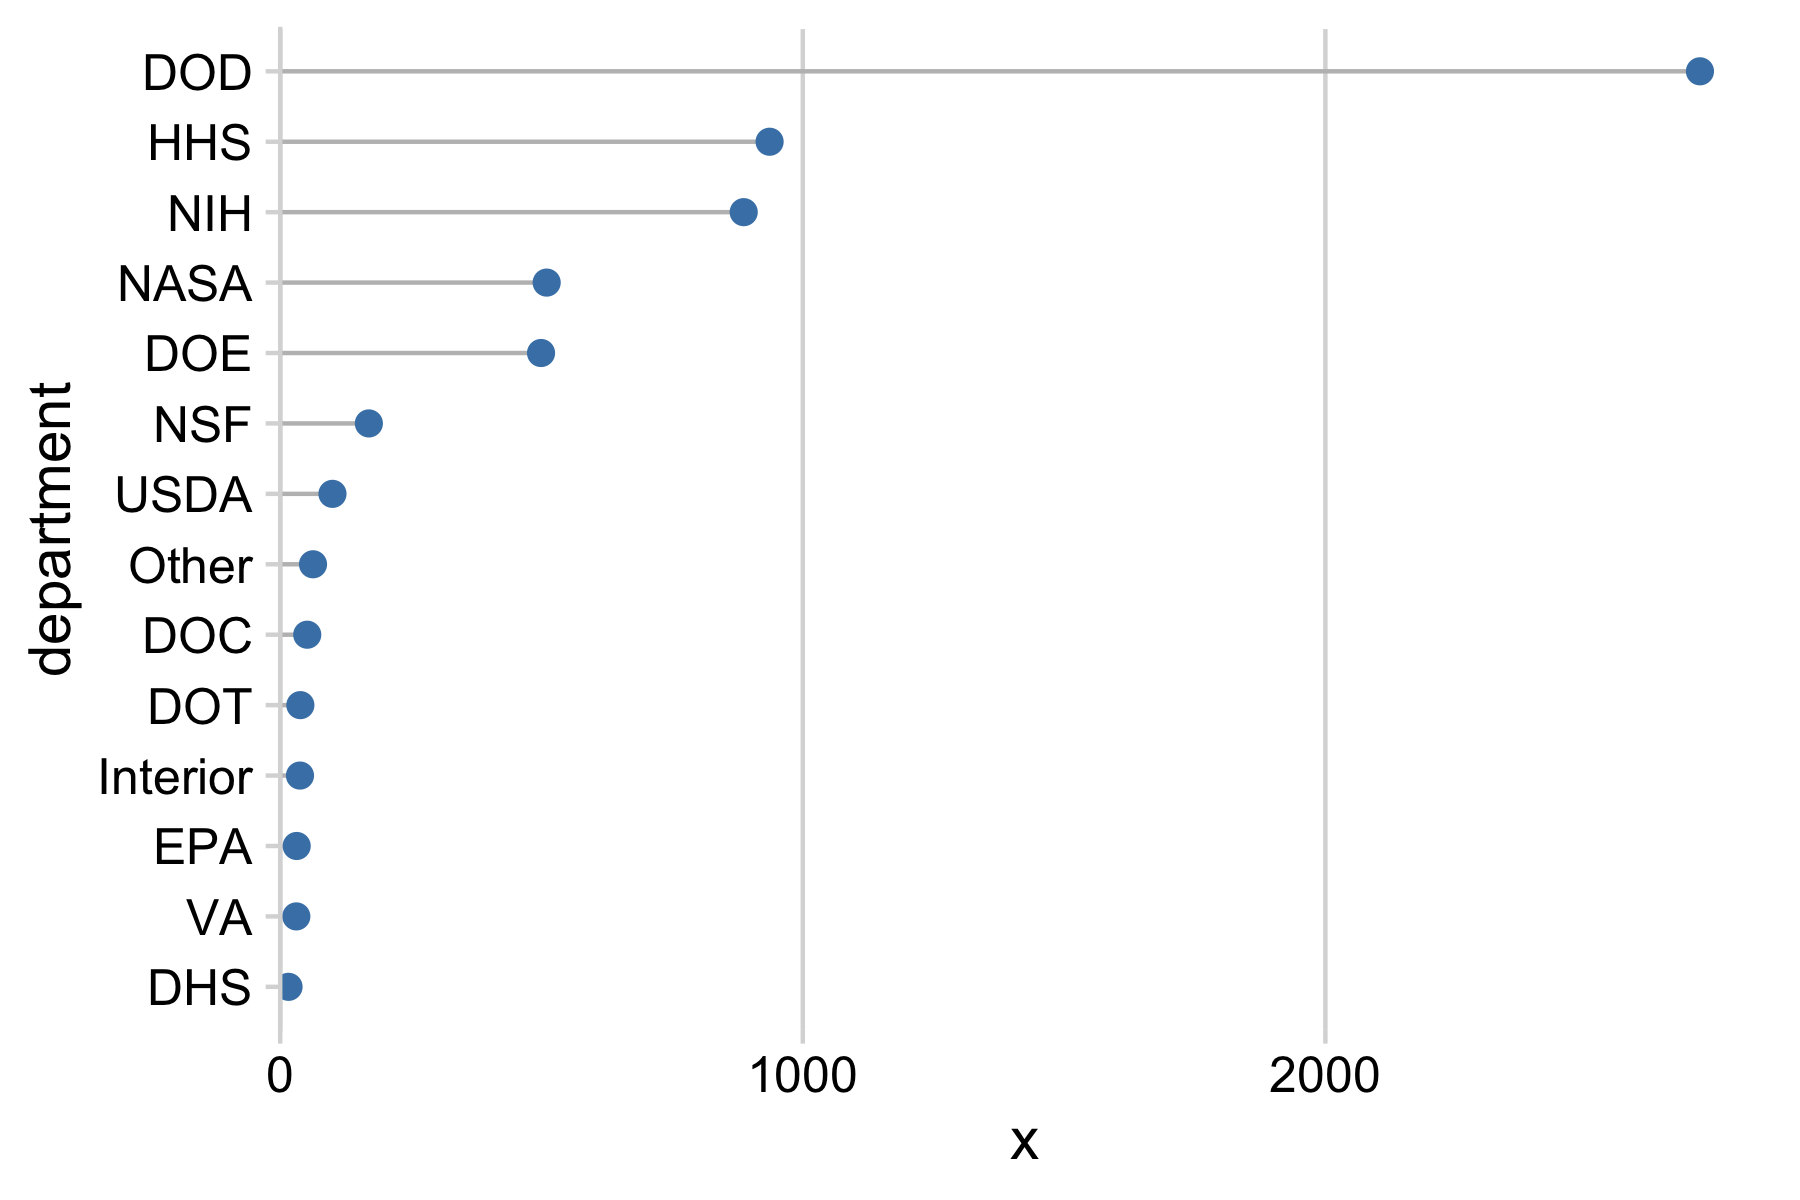 DOD
HHS
NIH
NASA
DOE
NSF
USDA
Other
DOC
DOT
Interior
EPA
VA
DHS
department
0 1000 2000
x